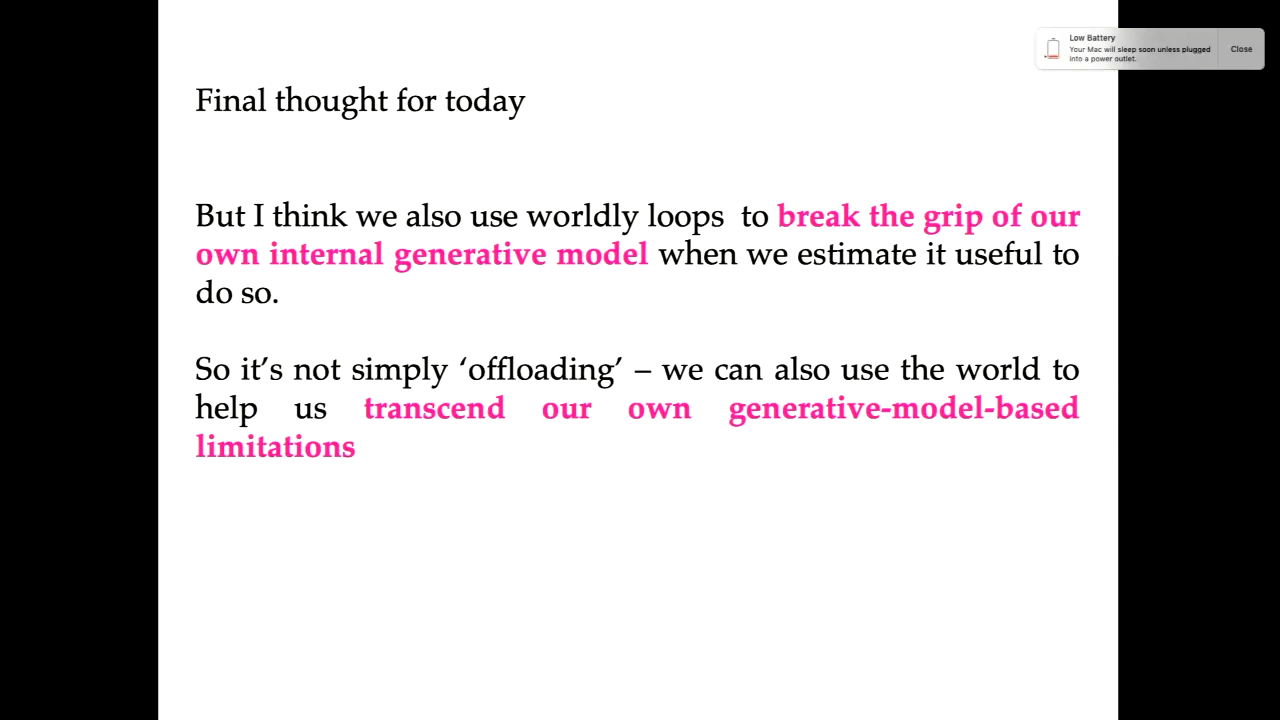 Low Battery
Your Mac will sleep soon unless plugged
into a power outlet.
Close
Final thought for today
But I think we also use worldly loops  to break the grip of our
own internal generative model when we estimate it useful to
do so.
So it’s not simply ‘offloading’ – we can also use the world to
help us transcend our own generative-model-based
limitations